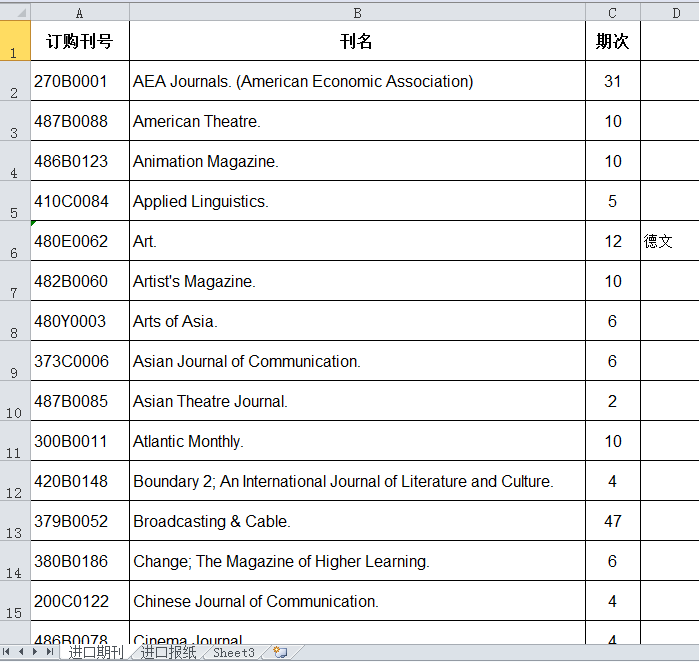 A B C D
1 订购刊号 刊名 期次
2 270B0001 AEA Journals. (American Economic Association) 31
3 487B0088 American Theatre. 10
4 486B0123 Animation Magazine. 10
5 410C0084 Applied Linguistics. 5
6 480E0062 Art. 12 德文
7 482B0060 Artist's Magazine. 10
8 480Y0003 Arts of Asia. 6
9 373C0006 Asian Journal of Communication. 6
10 487B0085 Asian Theatre Journal. 2
11 300B0011 Atlantic Monthly. 10
12 420B0148 Boundary 2; An International Journal of Literature and Culture. 4
13 379B0052 Broadcasting & Cable. 47
14 380B0186 Change; The Magazine of Higher Learning. 6
15 200C0122 Chinese Journal of Communication. 4
486B0078 Cinema Journal 4
进口期刊 进口报纸 Sheet3